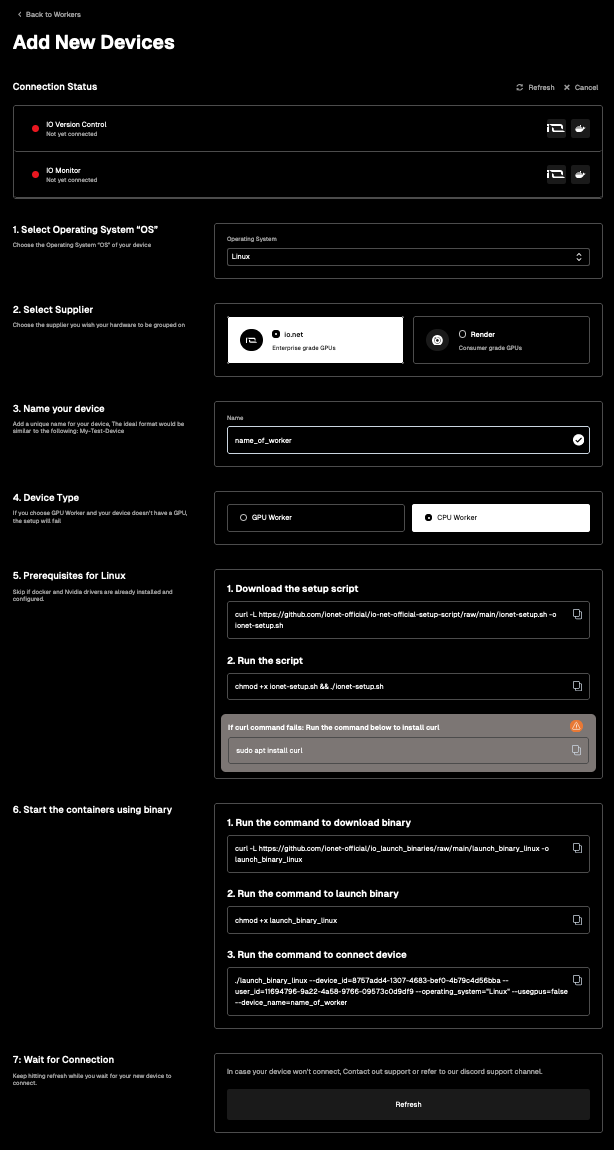 Back to Workers
Add New Devices
Connection Status
Refresh
Cancel
IO Version Control
Not yet connected
IO Monitor
Not yet connected
1. Select Operating System “OS”
Choose the Operating System “OS” of your device
Operating System
Linux
2. Select Supplier
Choose the supplier you wish your hardware to be grouped on
io.net
Enterprise grade GPUs
Render
Consumer grade GPUs
3. Name your device
Add a unique name for your device, The ideal format would be
similar to the following: My-Test-Device
Name
name_of_worker
4. Device Type
If you choose GPU Worker and your device doesn't have a GPU,
the setup will fail
GPU Worker
CPU Worker
5. Prerequisites for Linux
Skip if docker and Nvidia drivers are already installed and
configured.
1. Download the setup script
curl -L https://github.com/ionet-official/io-net-official-setup-script/raw/main/ionet-setup.sh -o
ionet-setup.sh
2. Run the script
chmod +x ionet-setup.sh && ./ionet-setup.sh
If curl command fails: Run the command below to install curl
sudo apt install curl
6. Start the containers using binary
1. Run the command to download binary
curl -L https://github.com/ionet-official/io_launch_binaries/raw/main/launch_binary_linux -o
launch_binary_linux
2. Run the command to launch binary
chmod +x launch_binary_linux
3. Run the command to connect device
./launch_binary_linux --device_id=8757add4-1307-4683-bef0-4b79c4d56bba --
user_id=11694796-9a22-4a58-9766-09573c0d9df9 --operating_system="Linux" --usegpus=false
--device_name=name_of_worker
7: Wait for Connection
Keep hitting refresh while you wait for your new device to
connect.
In case your device won't connect, Contact out support or refer to our discord support channel.
Refresh